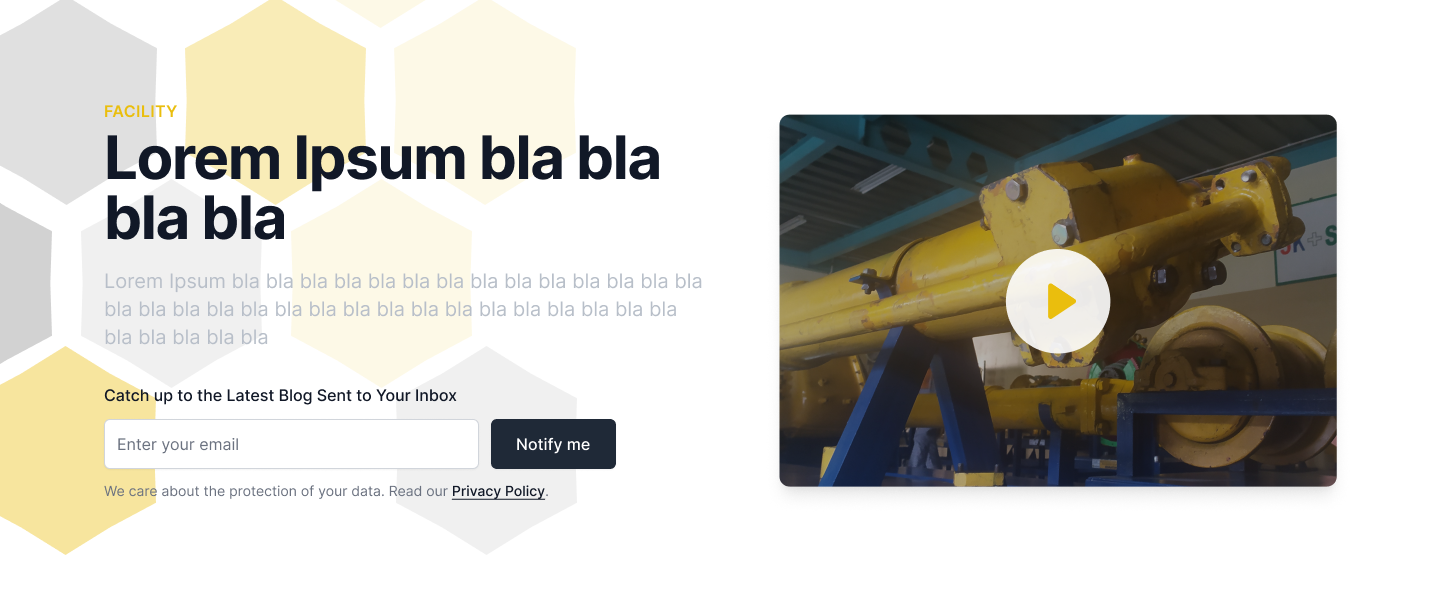 FACILITY
Lorem Ipsum bla bla
bla bla
Lorem Ipsum bla bla bla bla bla bla bla bla bla bla bla bla bla
bla bla bla bla bla bla bla bla bla bla bla bla bla bla bla bla bla
bla bla bla bla bla
Catch up to the Latest Blog Sent to Your Inbox
Enter your email
Notify me
We care about the protection of your data. Read our Privacy Policy.